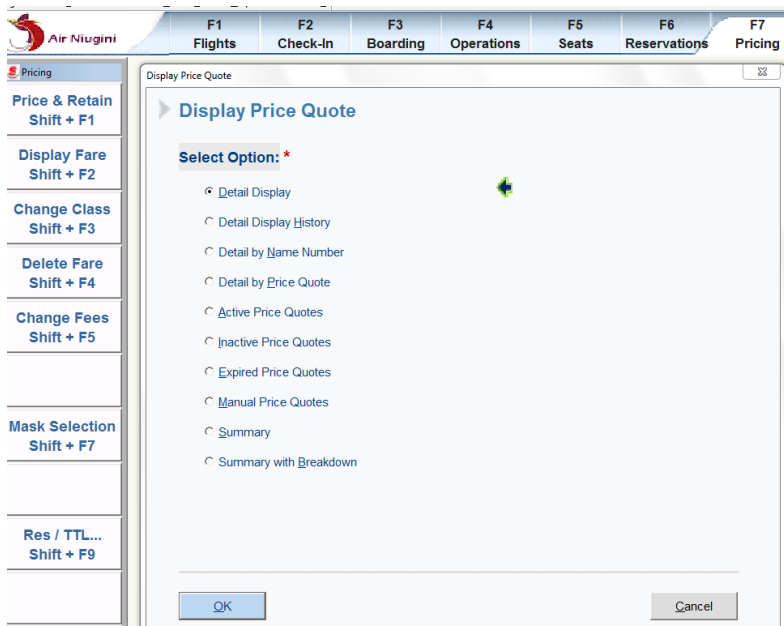 Air Niugini
F1
Flights
F2
Check-In
F3
Boarding
F4
Operations
F5
Seats
F6
Reservations
F7
Pricing
Pricing
Price & Retain
Shift + F1
Display Fare
Shift + F2
Change Class
Shift + F3
Delete Fare
Shift + F4
Change Fees
Shift + F5
Mask Selection
Shift + F7
Res / TTL...
Shift + F9
Display Price Quote
Display Price Quote
Select Option: *
Detail Display
Detail Display History
Detail by Name Number
Detail by Price Quote
Active Price Quotes
Inactive Price Quotes
Expired Price Quotes
Manual Price Quotes
Summary
Summary with Breakdown
OK
Cancel